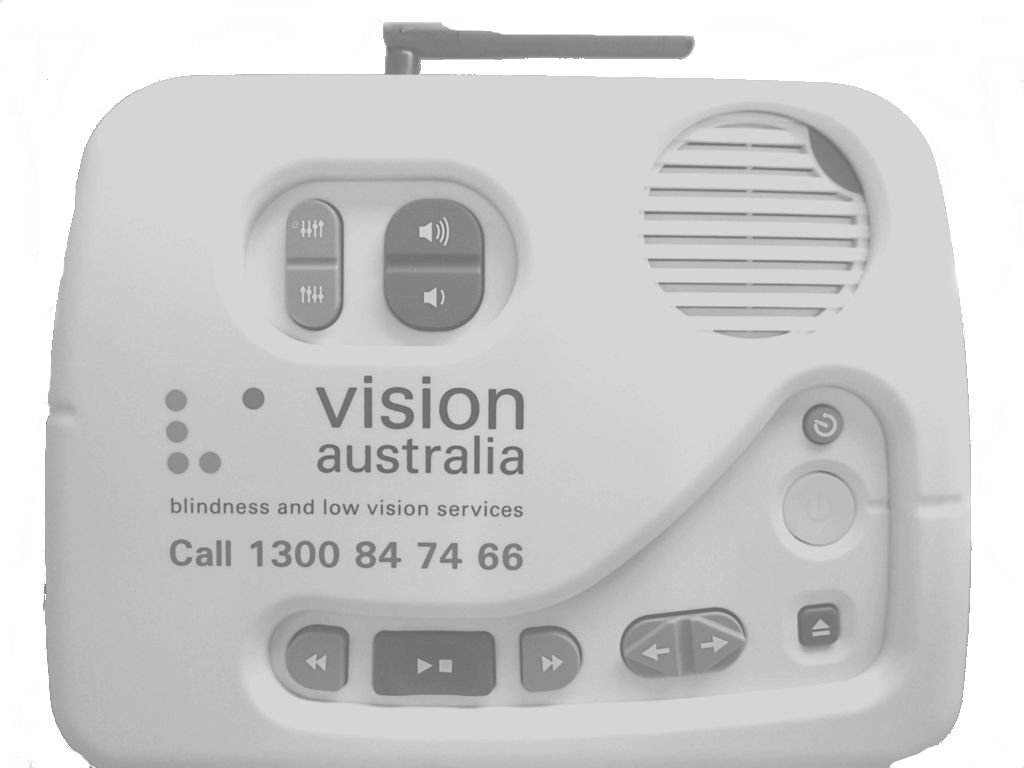 vision
australia
blindness and low vision services
Call 1300 84 74 66